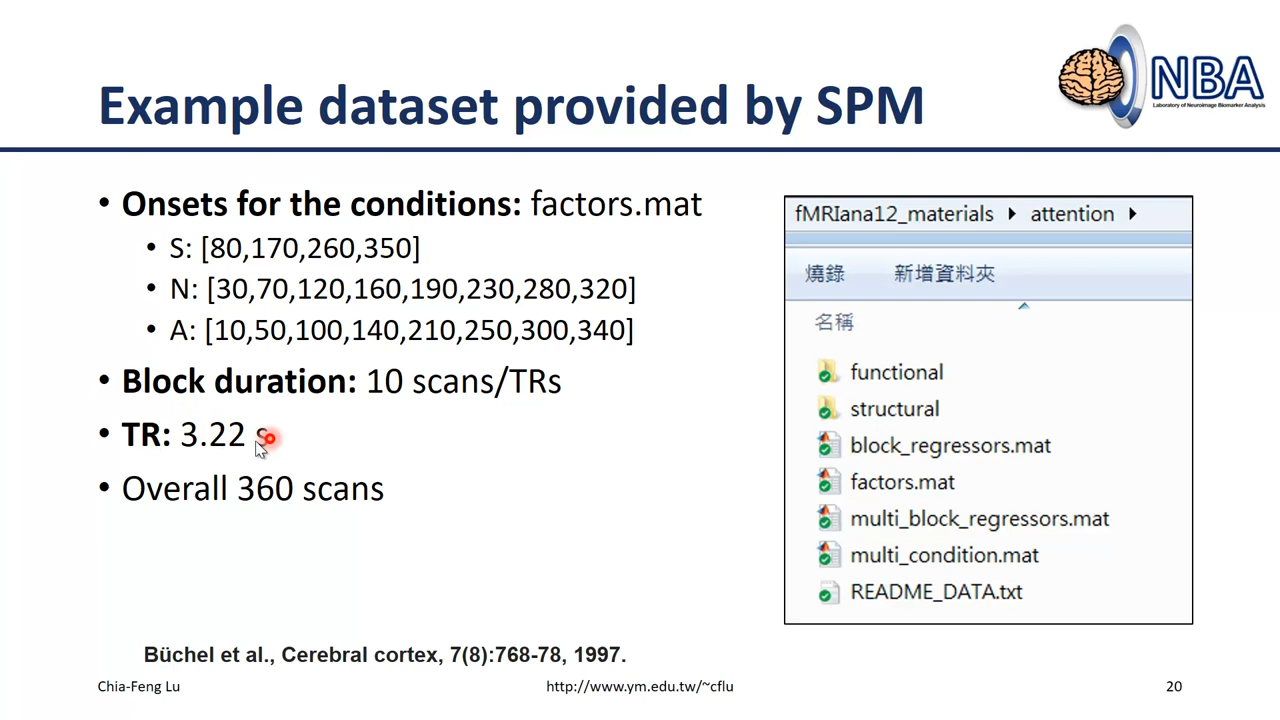 NBA
Laboratory of Neuroimage Biomarker Analysis
Example dataset provided by SPM
• Onsets for the conditions: factors.mat
• S: [80,170,260,350]
• N: [30,70,120,160,190,230,280,320]
• A: [10,50,100,140,210,250,300,340]
• Block duration: 10 scans/TRs
• TR: 3.22 s
• Overall 360 scans
fMRIana12_materials ▶ attention ▶
燒錄 新增資料夾
名稱
functional
structural
block_regressors.mat
factors.mat
multi_block_regressors.mat
multi_condition.mat
README_DATA.txt
Büchel et al., Cerebral cortex, 7(8):768-78, 1997.
Chia-Feng Lu http://www.ym.edu.tw/~cflu 20